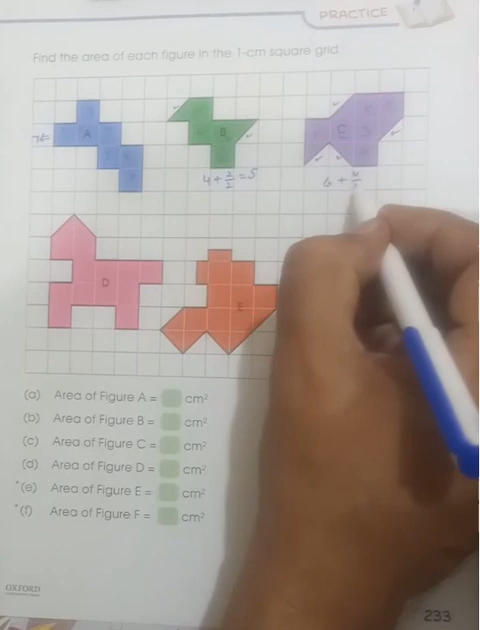 PRACTICE
Find the area of each figure in the 1-cm square grid.
A
B
C
4 + 2/2 = 5
6 +
D
E
(a) Area of Figure A = cm²
(b) Area of Figure B = cm²
(c) Area of Figure C = cm²
(d) Area of Figure D = cm²
*(e) Area of Figure E = cm²
*(f) Area of Figure F = cm²
OXFORD
233